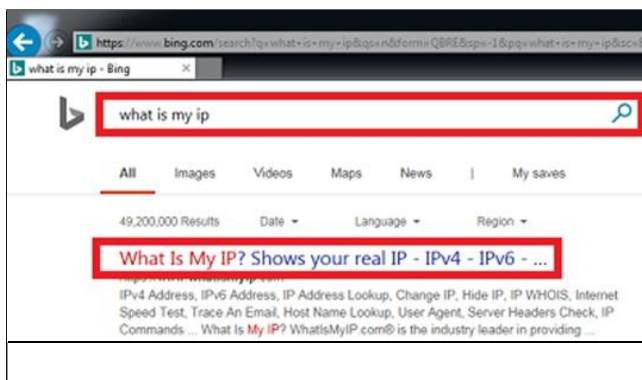 https://www.bing.com/search?q=what+is+my+ip&qs=n&form=QBRE&sp=-1&pq=what+is+my+ip&sc=
what is my ip - Bing
what is my ip
All Images Videos Maps News | My saves
49,200,000 Results Date Language Region
What Is My IP? Shows your real IP - IPv4 - IPv6 - ...
IPv4 Address, IPv6 Address, IP Address Lookup, Change IP, Hide IP, IP WHOIS, Internet
Speed Test, Trace An Email, Host Name Lookup, User Agent, Server Headers Check, IP
Commands ... What Is My IP? WhatIsMyIP.com® is the industry leader in providing ...